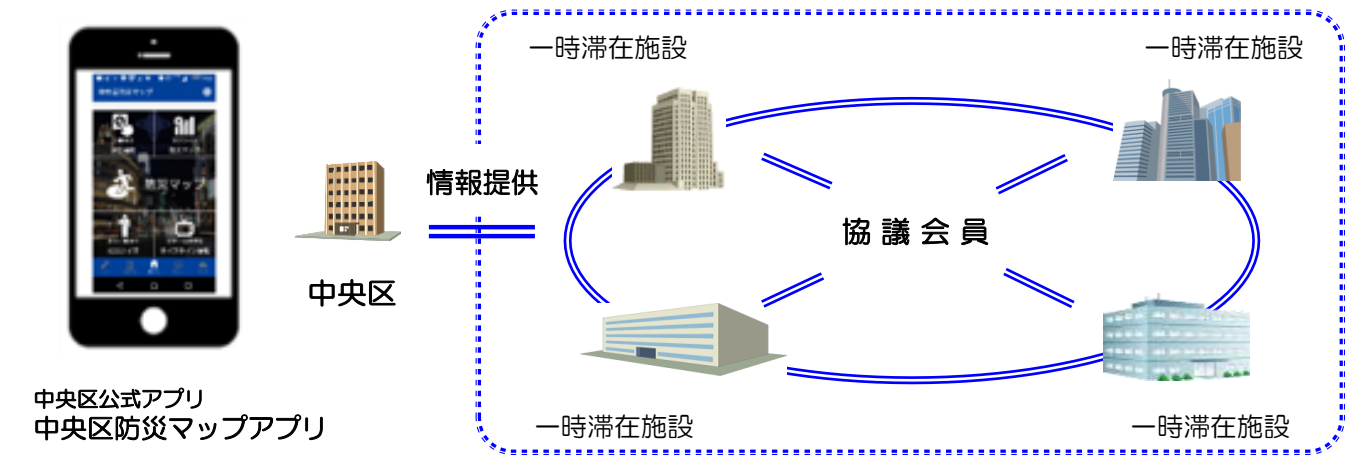 一時滞在施設
一時滞在施設
防災マップ
情報提供
協議会員
中央区
中央区公式アプリ
中央区防災マップアプリ
一時滞在施設
一時滞在施設